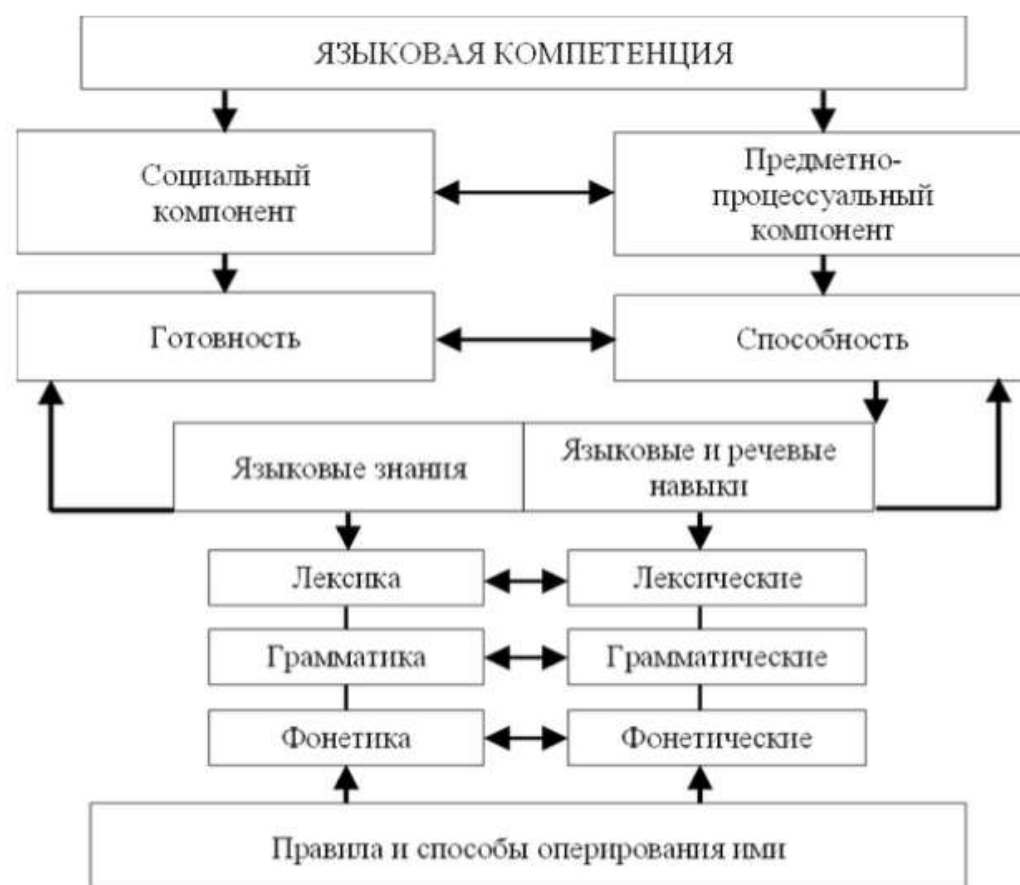 ЯЗЫКОВАЯ КОМПЕТЕНЦИЯ
Социальный
компонент
Предметно-
процессуальный
компонент
Готовность
Способность
Языковые знания
Языковые и речевые
навыки
Лексика
Лексические
Грамматика
Грамматические
Фонетика
Фонетические
Правила и способы оперирования ими